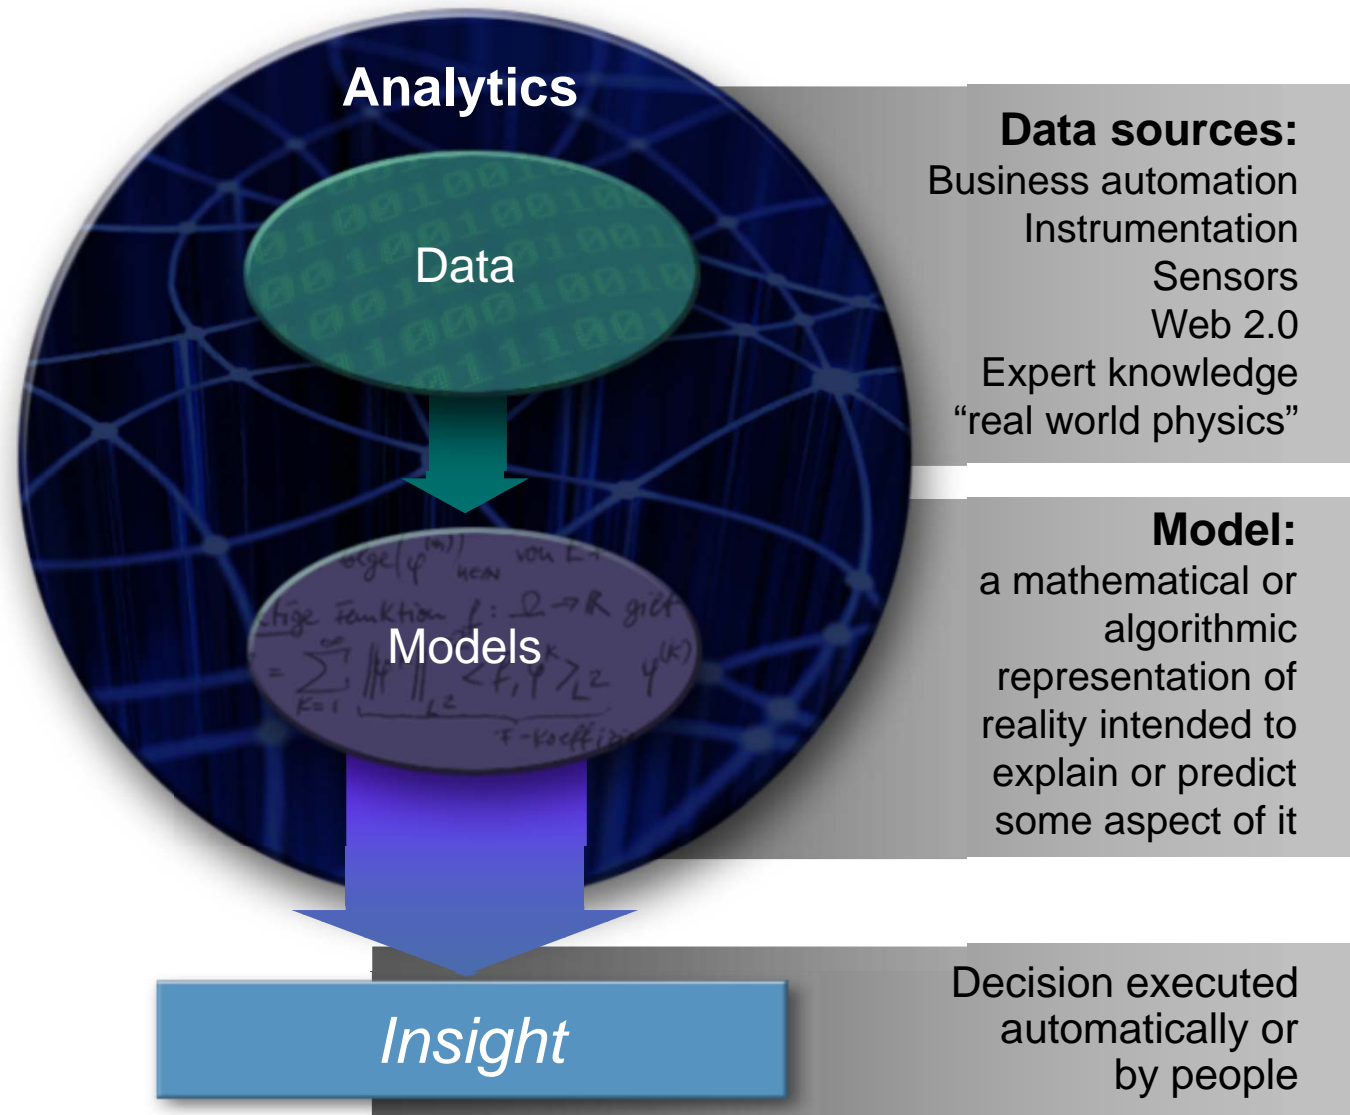 Analytics
Data
Models
Insight
Data sources:
Business automation
Instrumentation
Sensors
Web 2.0
Expert knowledge
“real world physics”
Model:
a mathematical or
algorithmic
representation of
reality intended to
explain or predict
some aspect of it
Decision executed
automatically or
by people